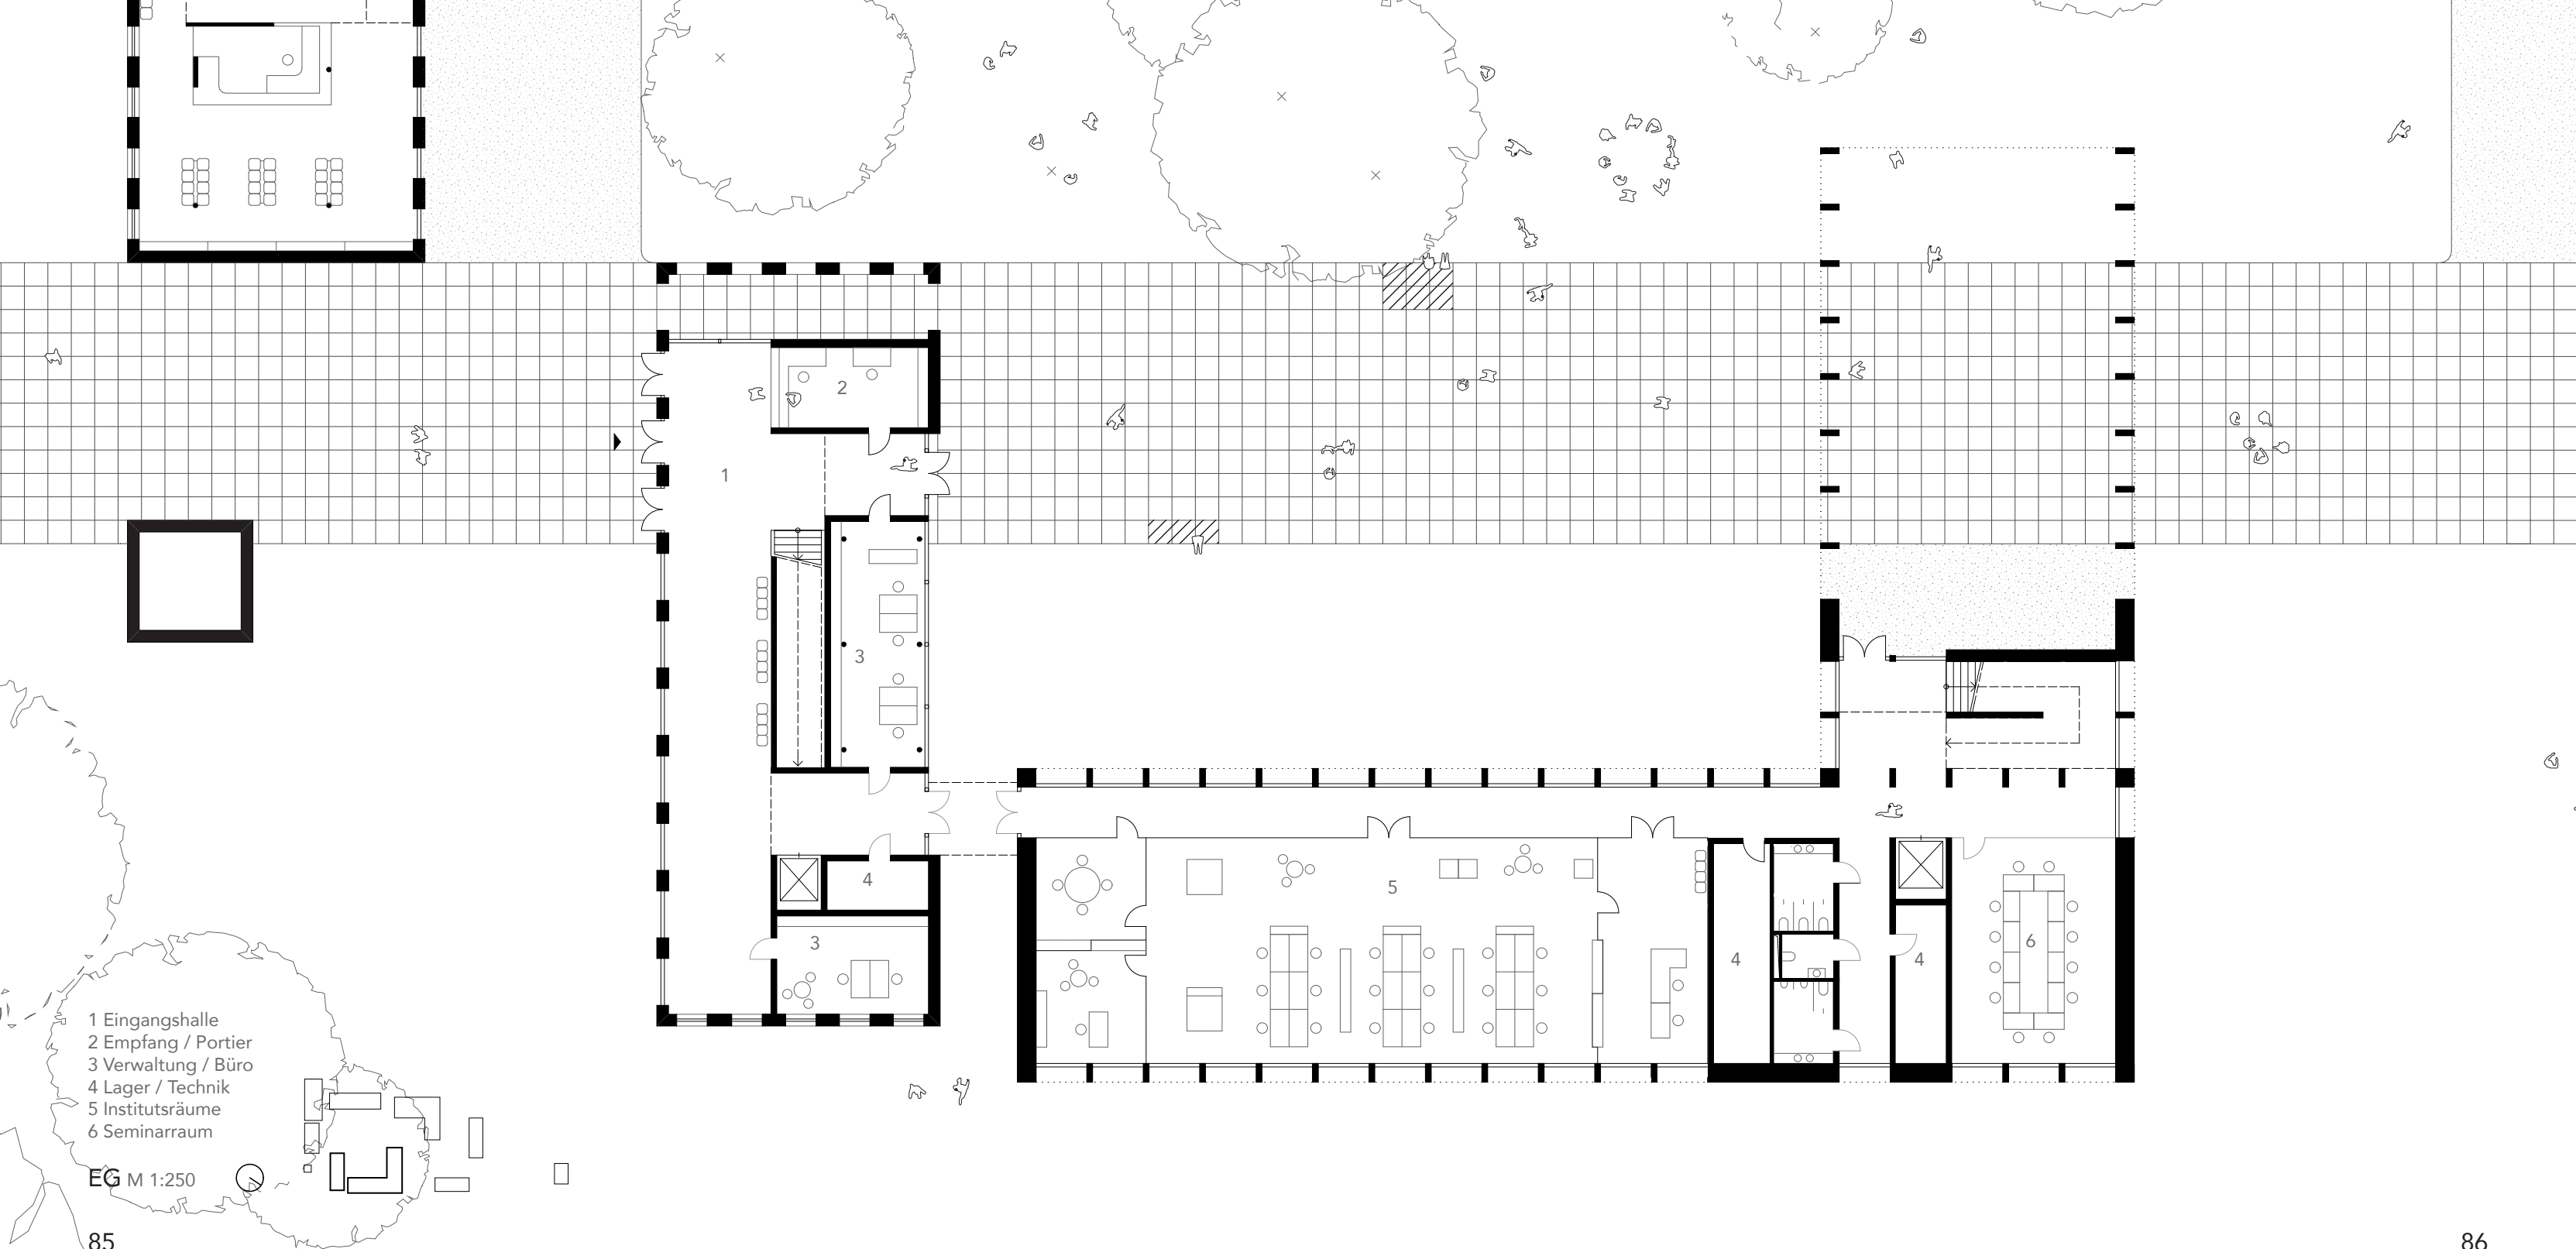 2
1
3
4
5
3
6
4
4
1 Eingangshalle
2 Empfang / Portier
3 Verwaltung / Büro
4 Lager / Technik
5 Institutsräume
6 Seminarraum
EG M 1:250
85
86